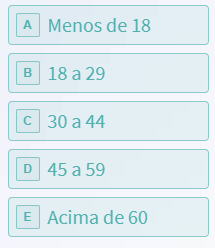 A Menos de 18
B 18 a 29
C 30 a 44
D 45 a 59
E Acima de 60